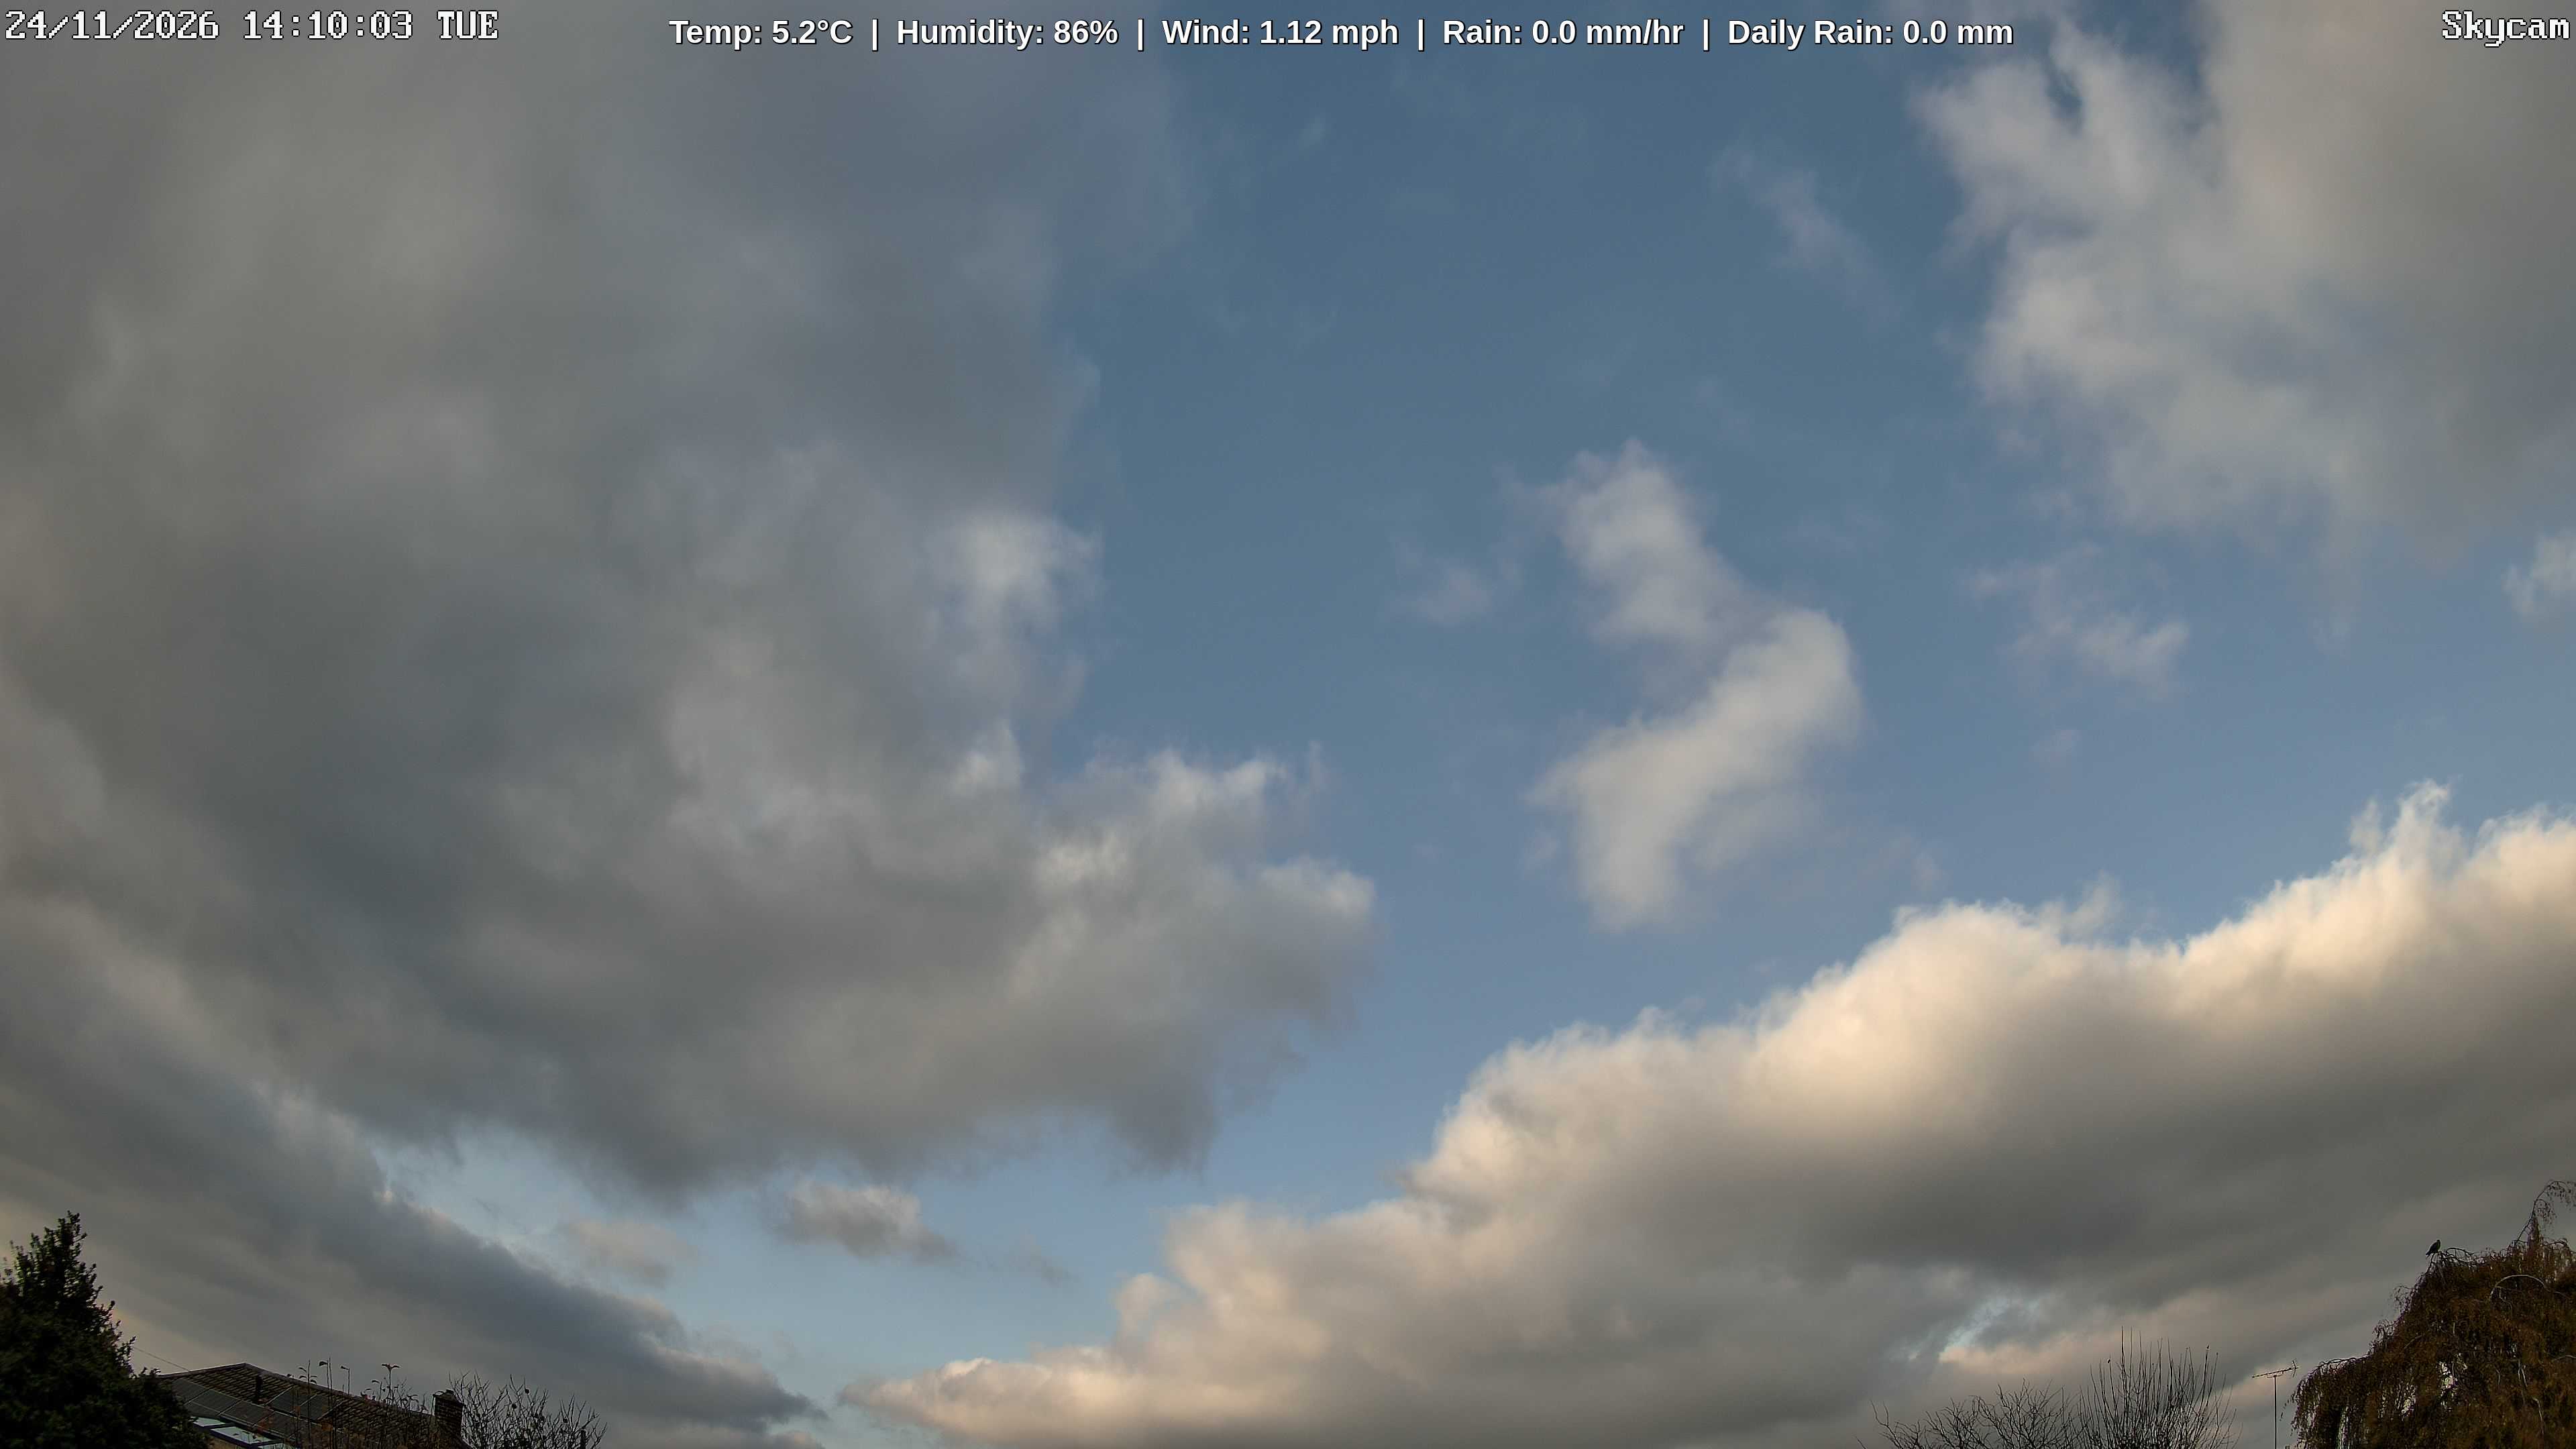 24/11/2026 14:10:03 TUE
Temp: 5.2°C | Humidity: 86% | Wind: 1.12 mph | Rain: 0.0 mm/hr | Daily Rain: 0.0 mm
Skycam